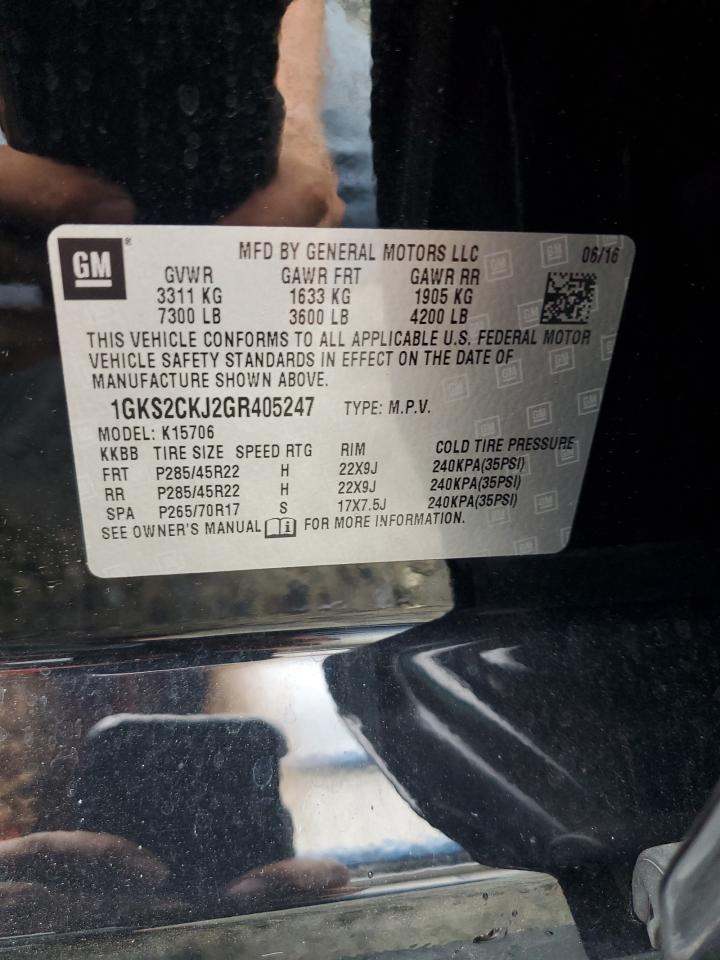 GM®
MFD BY GENERAL MOTORS LLC 06/16
GVWR GAWR FRT GAWR RR
3311 KG 1633 KG 1905 KG
7300 LB 3600 LB 4200 LB
THIS VEHICLE CONFORMS TO ALL APPLICABLE U.S. FEDERAL MOTOR
VEHICLE SAFETY STANDARDS IN EFFECT ON THE DATE OF
MANUFACTURE SHOWN ABOVE.
1GKS2CKJ2GR405247 TYPE: M.P.V.
MODEL: K15706
KKBB TIRE SIZE SPEED RTG RIM COLD TIRE PRESSURE
FRT P285/45R22 H 22X9J 240KPA(35PSI)
RR P285/45R22 H 22X9J 240KPA(35PSI)
SPA P265/70R17 S 17X7.5J 240KPA(35PSI)
SEE OWNER'S MANUAL FOR MORE INFORMATION.